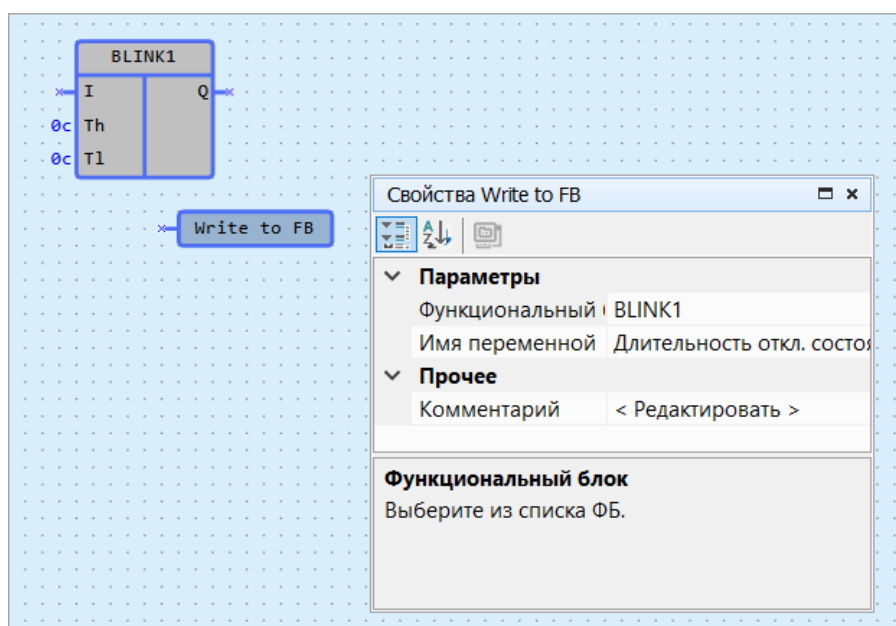 BLINK1
I Q
0c Th
0c Tl
Write to FB
Свойства Write to FB
Параметры
Функциональный BLINK1
Имя переменной Длительность откл.
Прочее
Комментарий < Редактировать >
Функциональный блок
Выберите из списка ФБ.